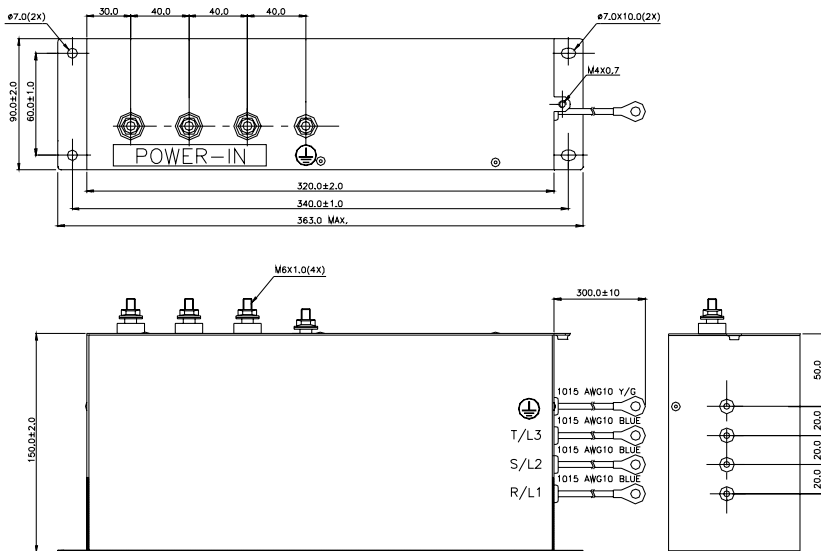 ø7.0(2X)
30.0
40.0
40.0
40.0
ø7.0X10.0(2X)
M4X0.7
90.0±2.0
60.0±1.0
POWER-IN
320.0±2.0
340.0±1.0
363.0 MAX.
M6X1.0(4X)
300.0±10
150.0±2.0
1015 AWG10 Y/G
1015 AWG10 BLUE
T/L3
1015 AWG10 BLUE
S/L2
1015 AWG10 BLUE
R/L1
50.0
20.0
20.0
20.0